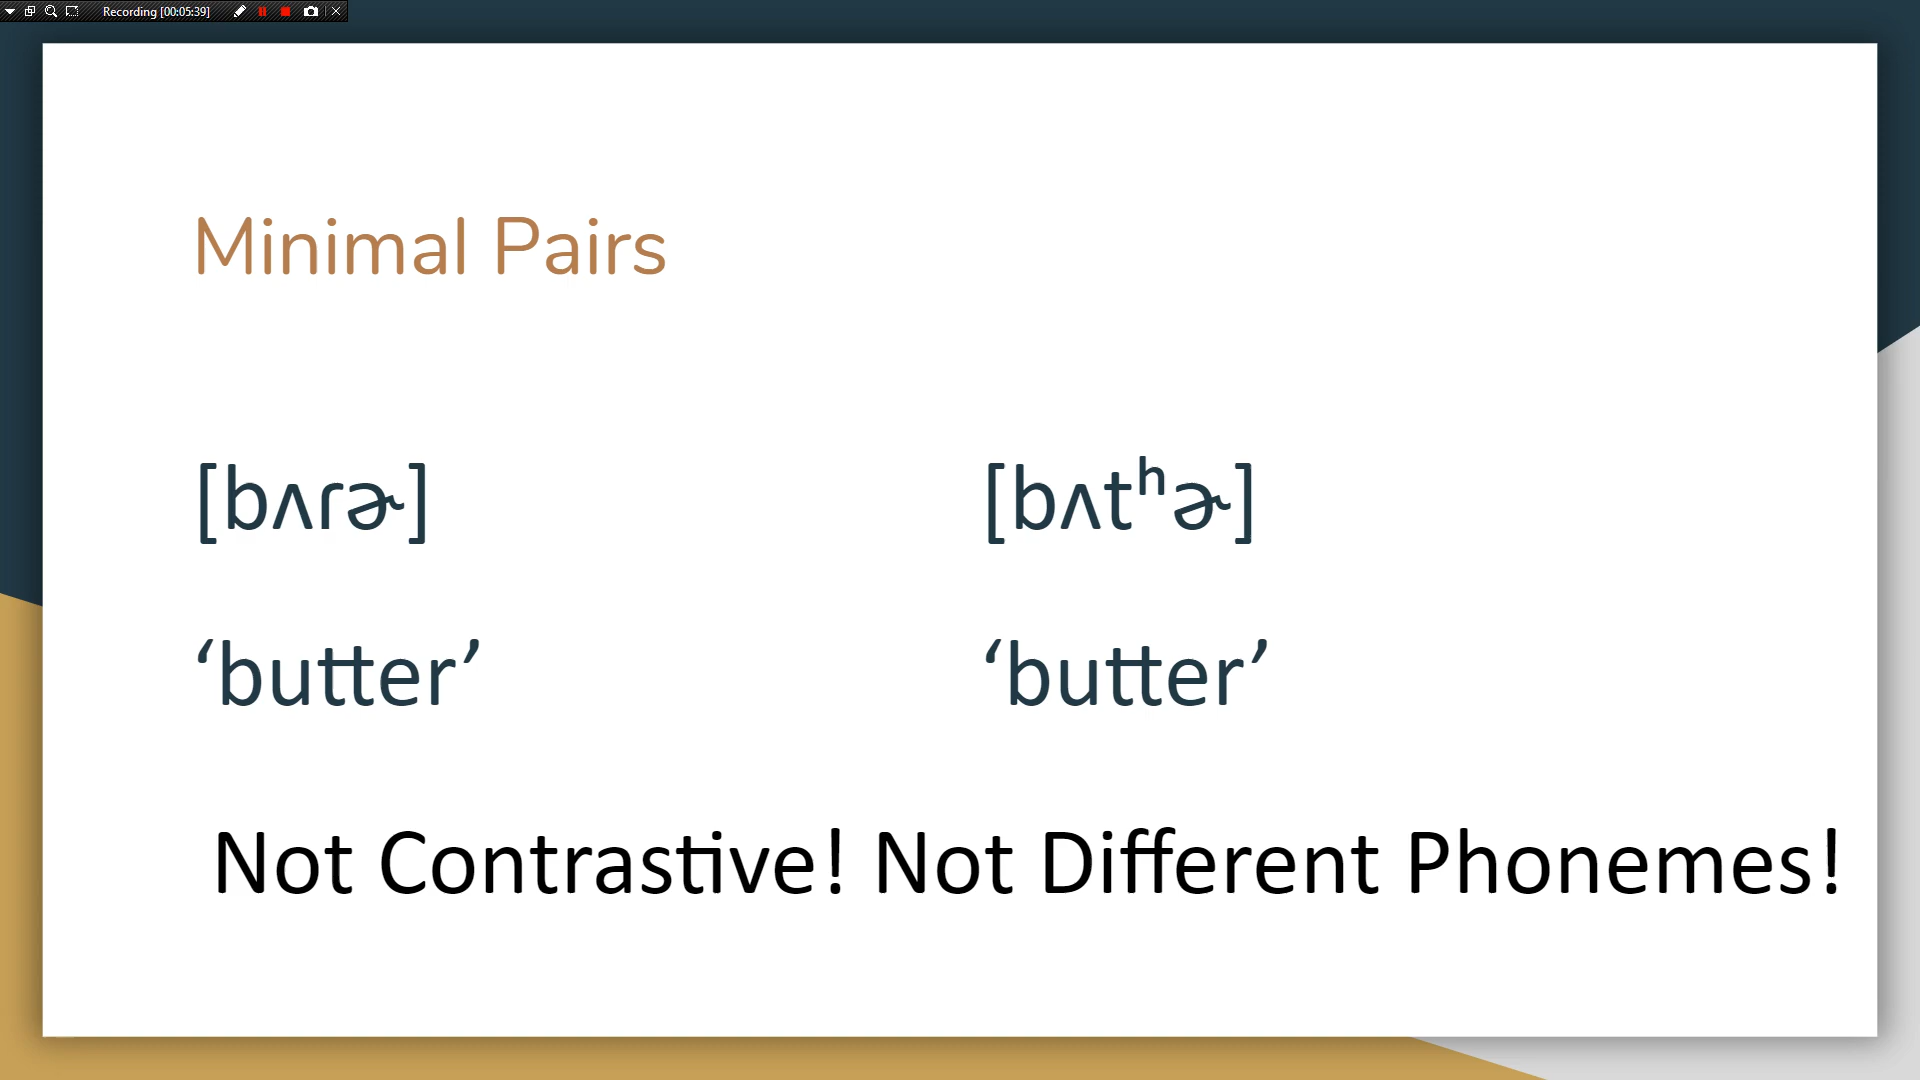 Recording [00:05:39]
Minimal Pairs
[bʌɾɚ] [bʌtʰɚ]
‘butter’ ‘butter’
Not Contrastive! Not Different Phonemes!